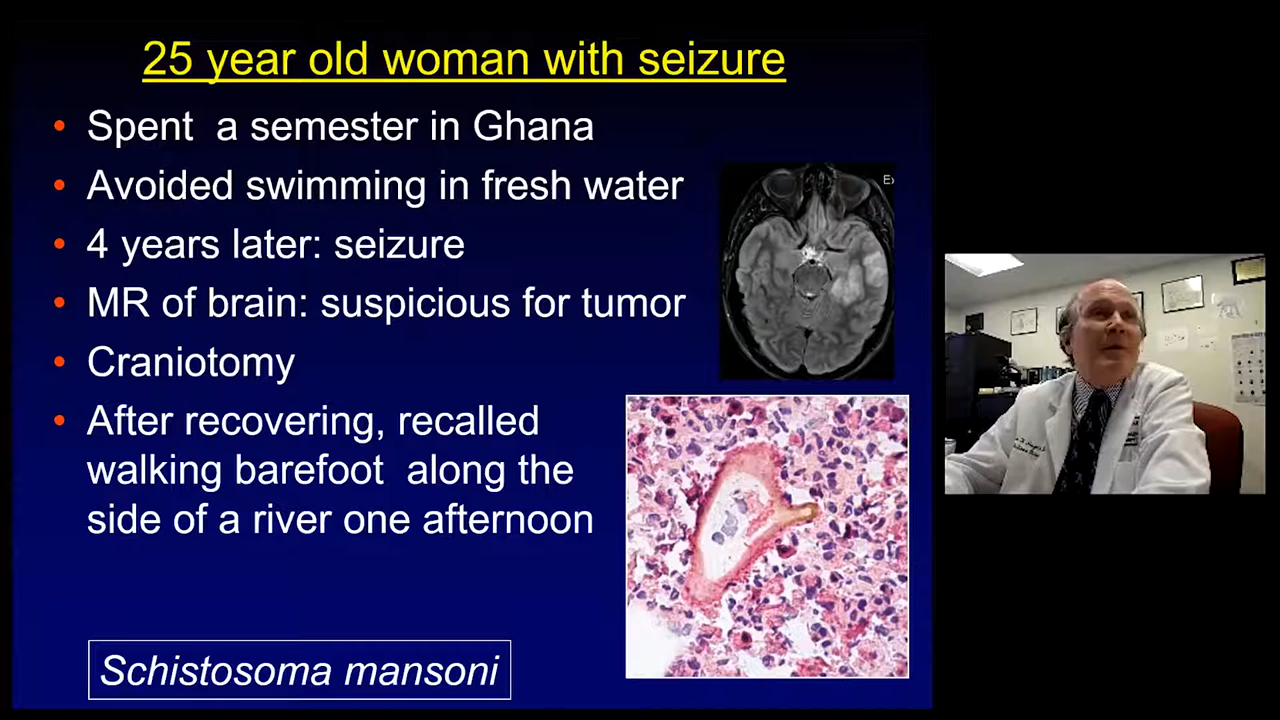 25 year old woman with seizure
• Spent a semester in Ghana
• Avoided swimming in fresh water
• 4 years later: seizure
• MR of brain: suspicious for tumor
• Craniotomy
• After recovering, recalled
walking barefoot along the
side of a river one afternoon
Schistosoma mansoni